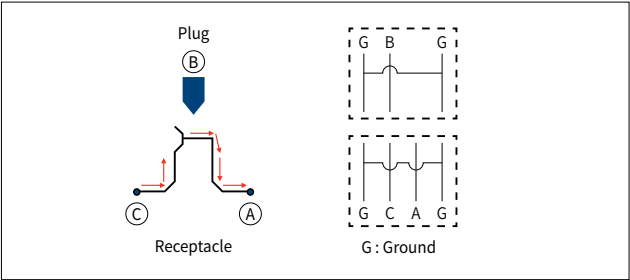 Plug
B
C
A
Receptacle
G B G
G C A G
G : Ground